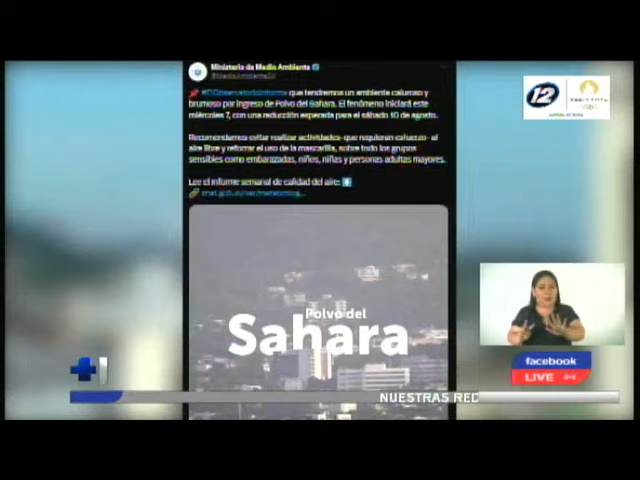 Ministerio de Medio Ambiente
#ElObservatorioInforma que tendremos un ambiente caluroso y
brumoso por ingreso de Polvo del Sahara. El fenómeno iniciará este
miércoles 7, con una reducción esperada para el sábado 10 de agosto.
Recomendamos evitar realizar actividades -que requieran esfuerzo- al
aire libre y reforzar el uso de la mascarilla, sobre todo los grupos
sensibles como embarazadas, niños, niñas y personas adultas mayores.
Lee el informe semanal de calidad del aire:
12
Polvo del
Sahara
+1
facebook
LIVE
NUESTRAS RED